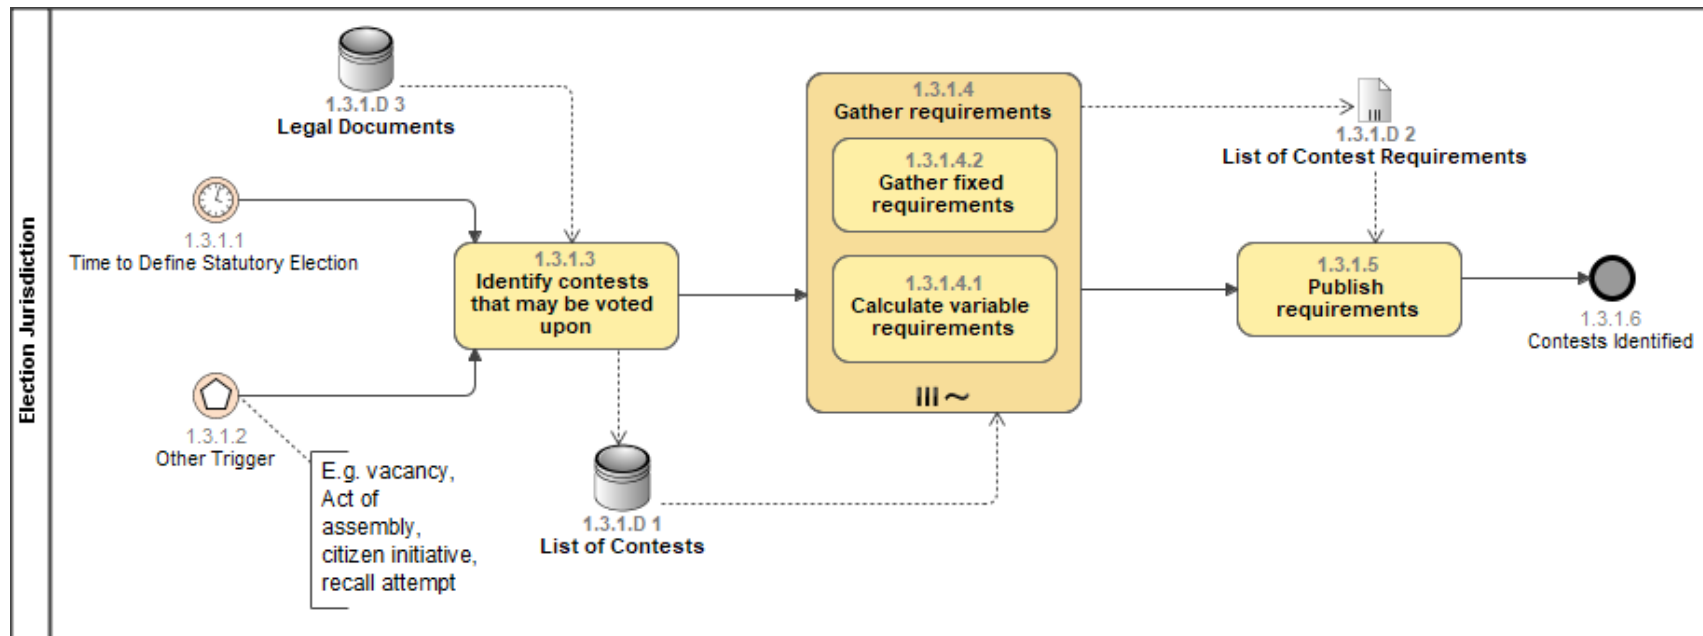 Election Jurisdiction
1.3.1.D 3
Legal Documents
1.3.1.1
Time to Define Statutory Election
1.3.1.2
Other Trigger
E.g. vacancy,
Act of
assembly,
citizen initiative,
recall attempt
1.3.1.3
Identify contests
that may be voted
upon
1.3.1.D 1
List of Contests
1.3.1.4
Gather requirements
1.3.1.4.2
Gather fixed
requirements
1.3.1.4.1
Calculate variable
requirements
1.3.1.D 2
List of Contest Requirements
1.3.1.5
Publish
requirements
1.3.1.6
Contests Identified